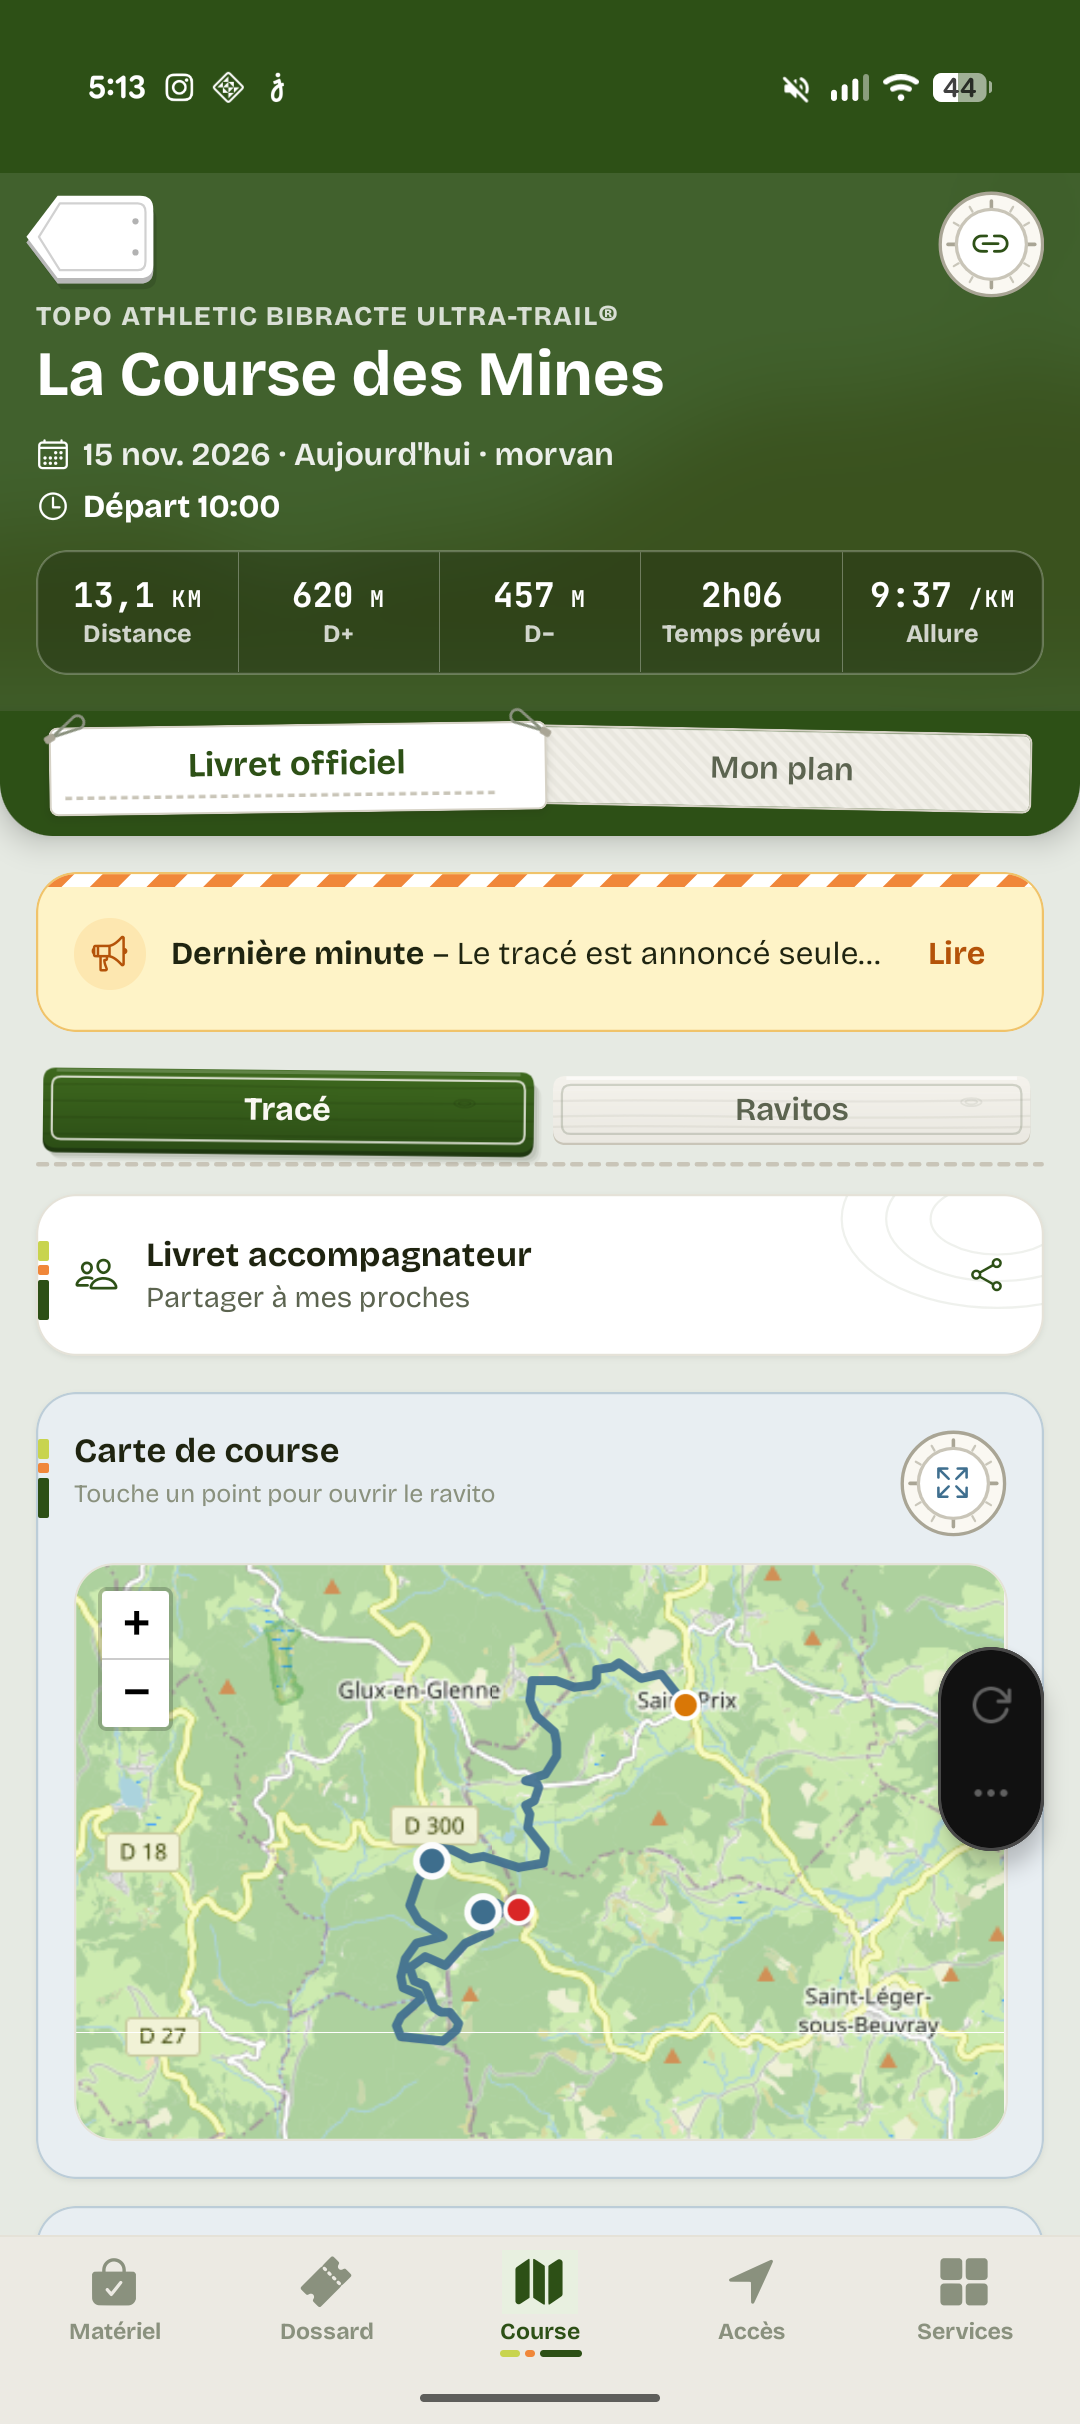 5:13
44
TOPO ATHLETIC BIBRACTE ULTRA-TRAIL®
La Course des Mines
15 nov. 2026 · Aujourd'hui · morvan
Départ 10:00
13,1 KM 620 M 457 M 2h06 9:37 /KM
Distance D+ D− Temps prévu Allure
Livret officiel Mon plan
Dernière minute – Le tracé est annoncé seule... Lire
Tracé Ravitos
Livret accompagnateur
Partager à mes proches
Carte de course
Touche un point pour ouvrir le ravito
+
−
Glux-en-Glenne
Saint-Prix
D 300
D 18
Saint-Léger-
sous-Beuvray
D 27
Matériel Dossard Course Accès Services